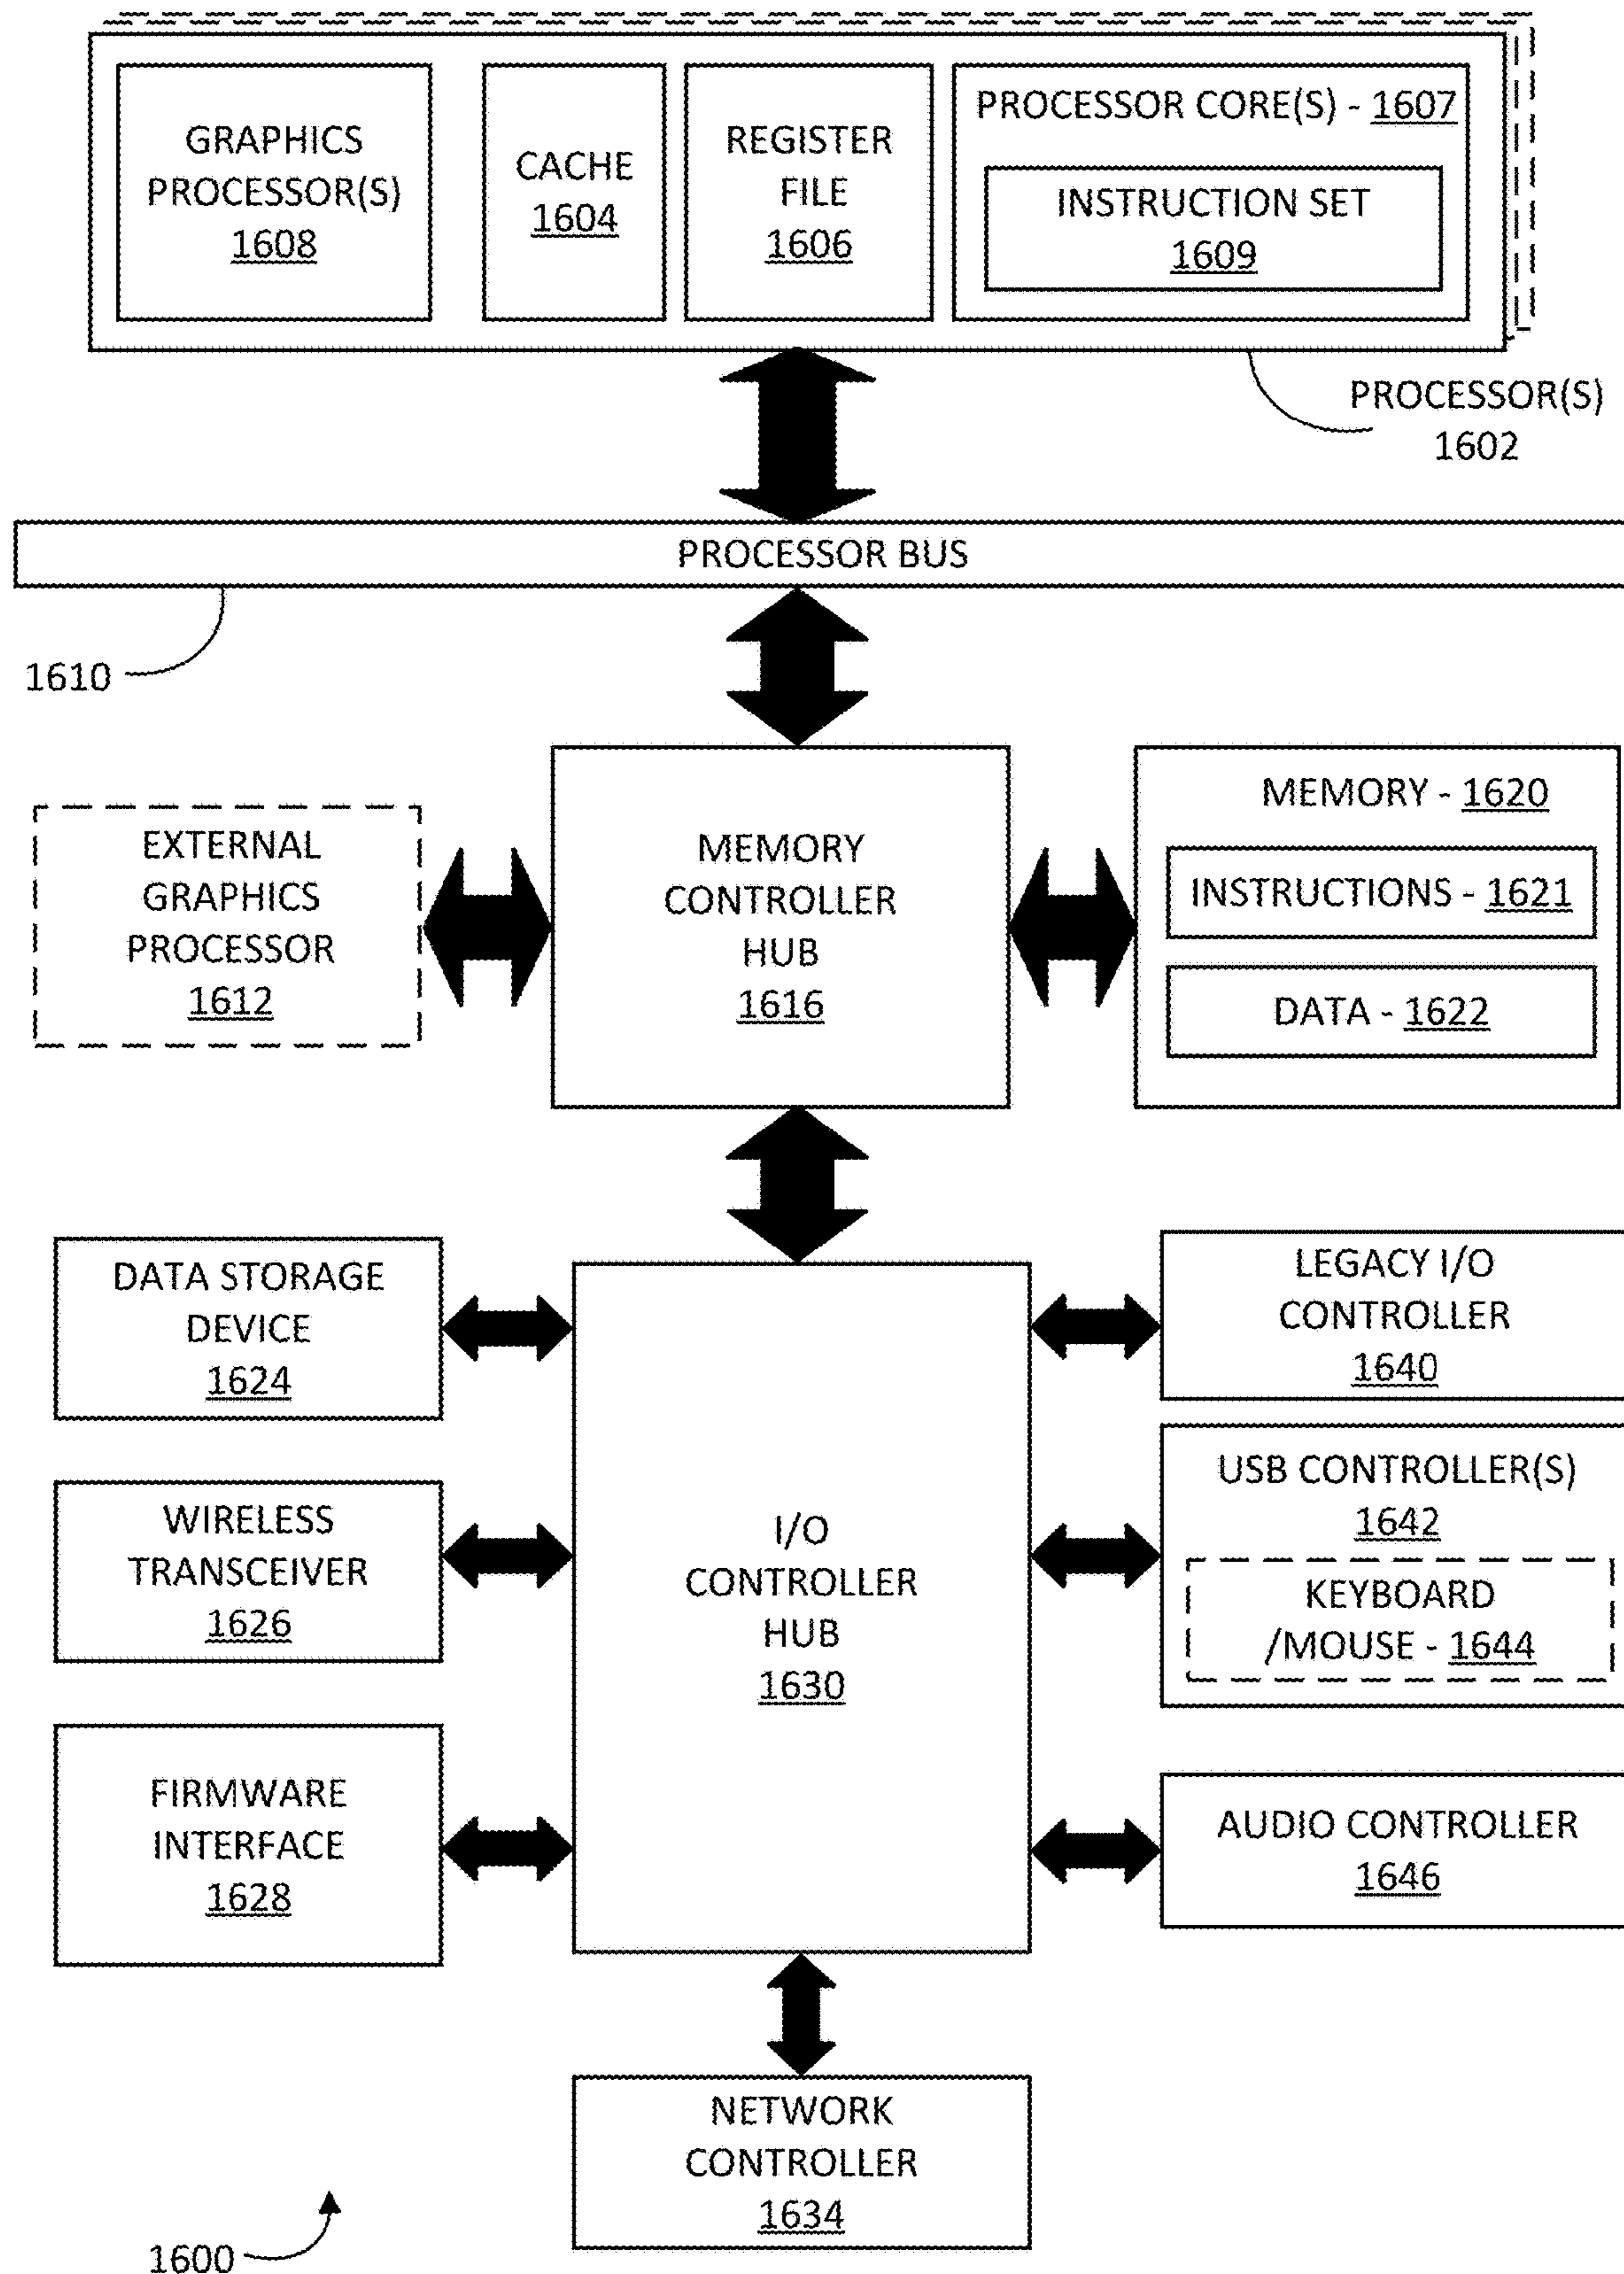 GRAPHICS
PROCESSOR(S)
1608
CACHE
1604
REGISTER
FILE
1606
PROCESSOR CORE(S) - 1607
INSTRUCTION SET
1609
PROCESSOR(S)
1602
PROCESSOR BUS
1610
EXTERNAL
GRAPHICS
PROCESSOR
1612
MEMORY
CONTROLLER
HUB
1616
MEMORY - 1620
INSTRUCTIONS - 1621
DATA - 1622
DATA STORAGE
DEVICE
1624
WIRELESS
TRANSCEIVER
1626
FIRMWARE
INTERFACE
1628
I/O
CONTROLLER
HUB
1630
LEGACY I/O
CONTROLLER
1640
USB CONTROLLER(S)
1642
KEYBOARD
/MOUSE - 1644
AUDIO CONTROLLER
1646
NETWORK
CONTROLLER
1634
1600